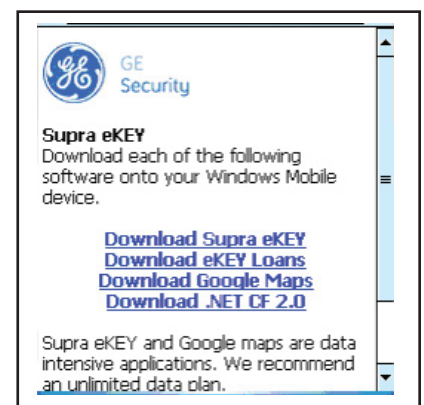 GE
GE
Security
Supra eKEY
Download each of the following
software onto your Windows Mobile
device.
Download Supra eKEY
Download eKEY Loans
Download Google Maps
Download .NET CF 2.0
Supra eKEY and Google maps are data
intensive applications. We recommend
an unlimited data plan.